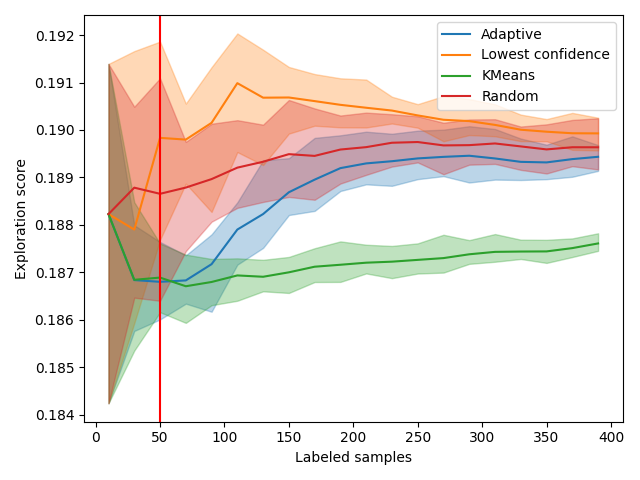 Adaptive
Lowest confidence
KMeans
Random
Exploration score
0.192
0.191
0.190
0.189
0.188
0.187
0.186
0.185
0.184
0 50 100 150 200 250 300 350 400
Labeled samples